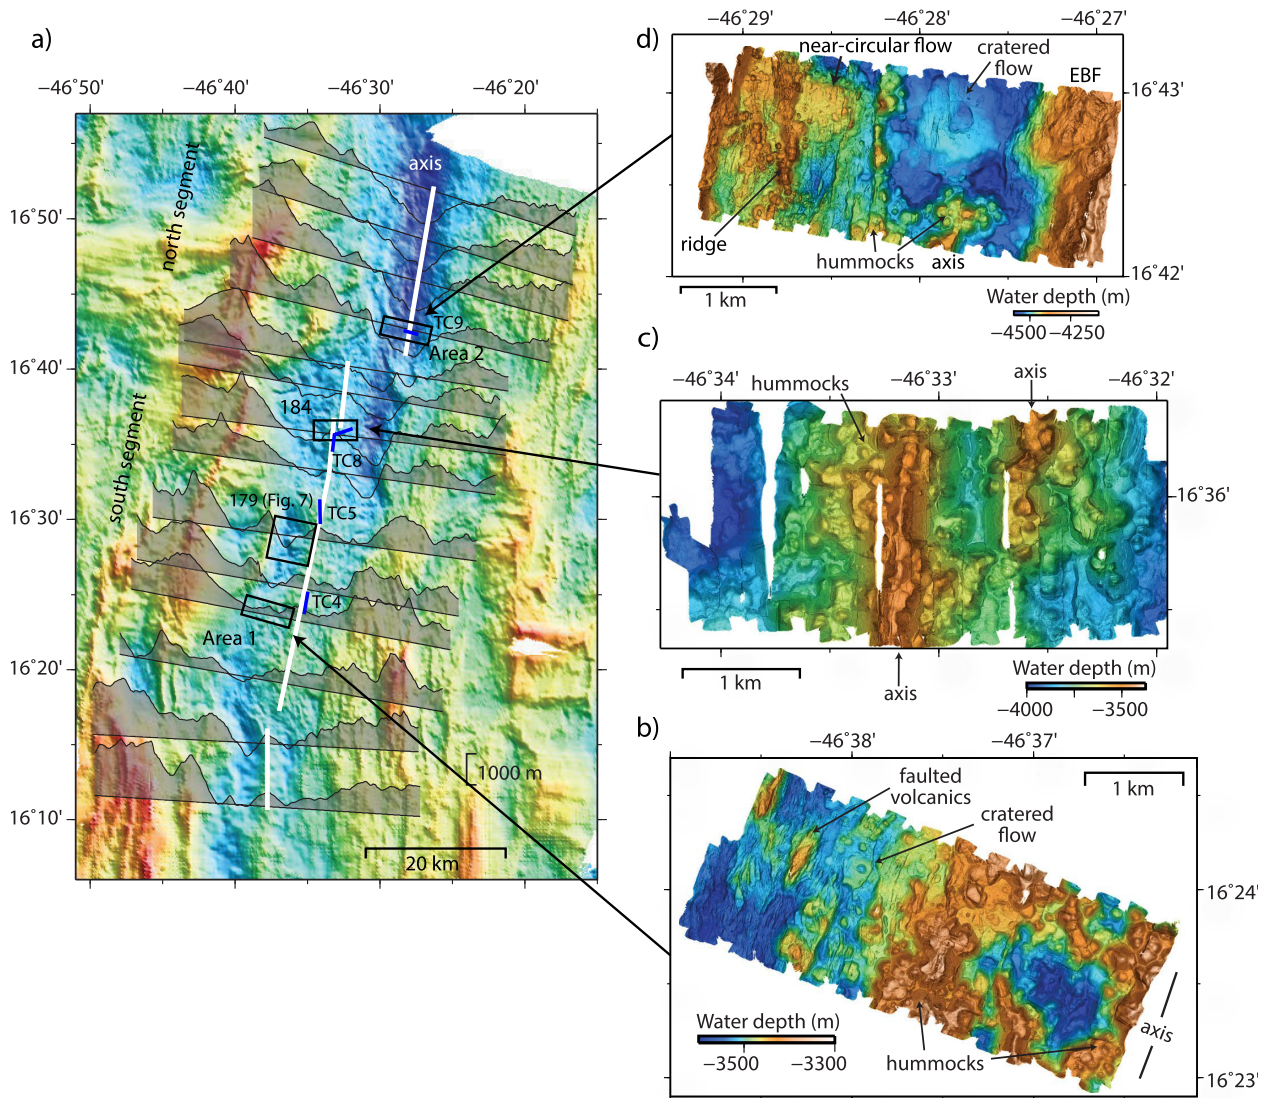 a)
−46˚50' −46˚40' −46˚30' −46˚20'
16˚50'
16˚40'
16˚30'
16˚20'
16˚10'
north segment
south segment
axis
TC9
Area 2
184
TC8
179 (Fig. 7)
TC5
TC4
Area 1
1000 m
20 km
d)
−46˚29' −46˚28' −46˚27'
near-circular flow
cratered
flow
EBF
16˚43'
ridge
hummocks
axis
16˚42'
1 km
Water depth (m)
−4500 −4250
c)
−46˚34' −46˚33' −46˚32'
hummocks
axis
16˚36'
1 km
axis
Water depth (m)
−4000 −3500
b)
−46˚38' −46˚37'
faulted
volcanics
cratered
flow
1 km
16˚24'
axis
Water depth (m)
−3500 −3300
hummocks
16˚23'